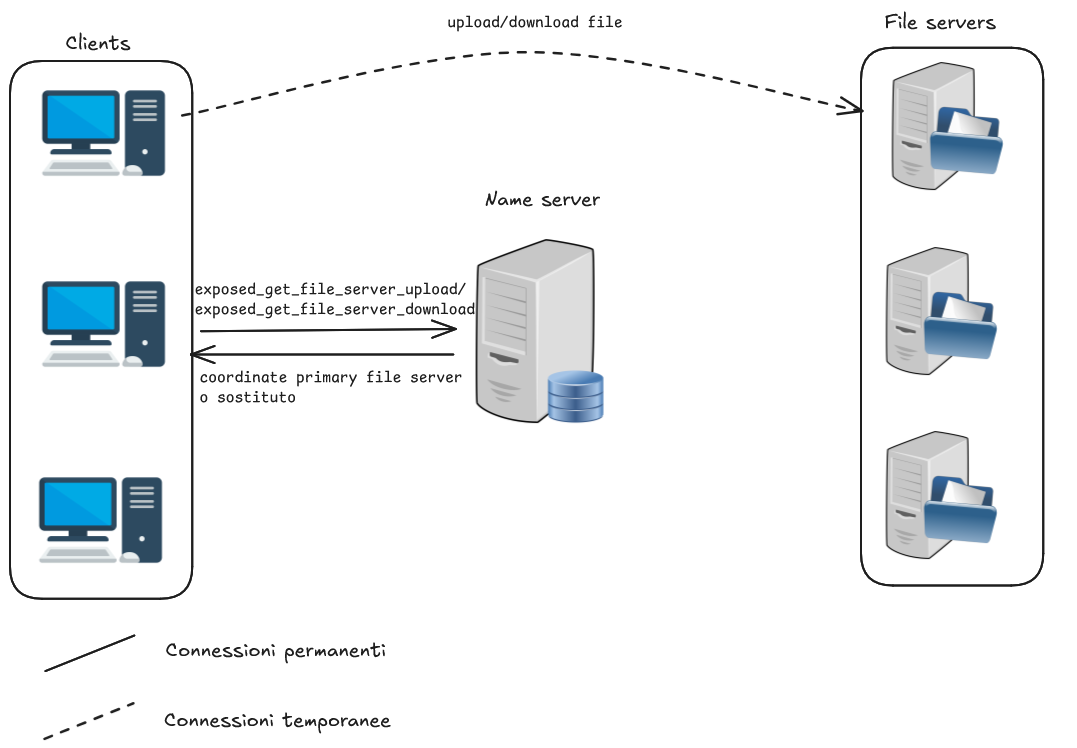 upload/download file
File servers
Clients
Name server
exposed_get_file_server_upload/
exposed_get_file_server_download
coordinate primary file server
o sostituto
Connessioni permanenti
Connessioni temporanee